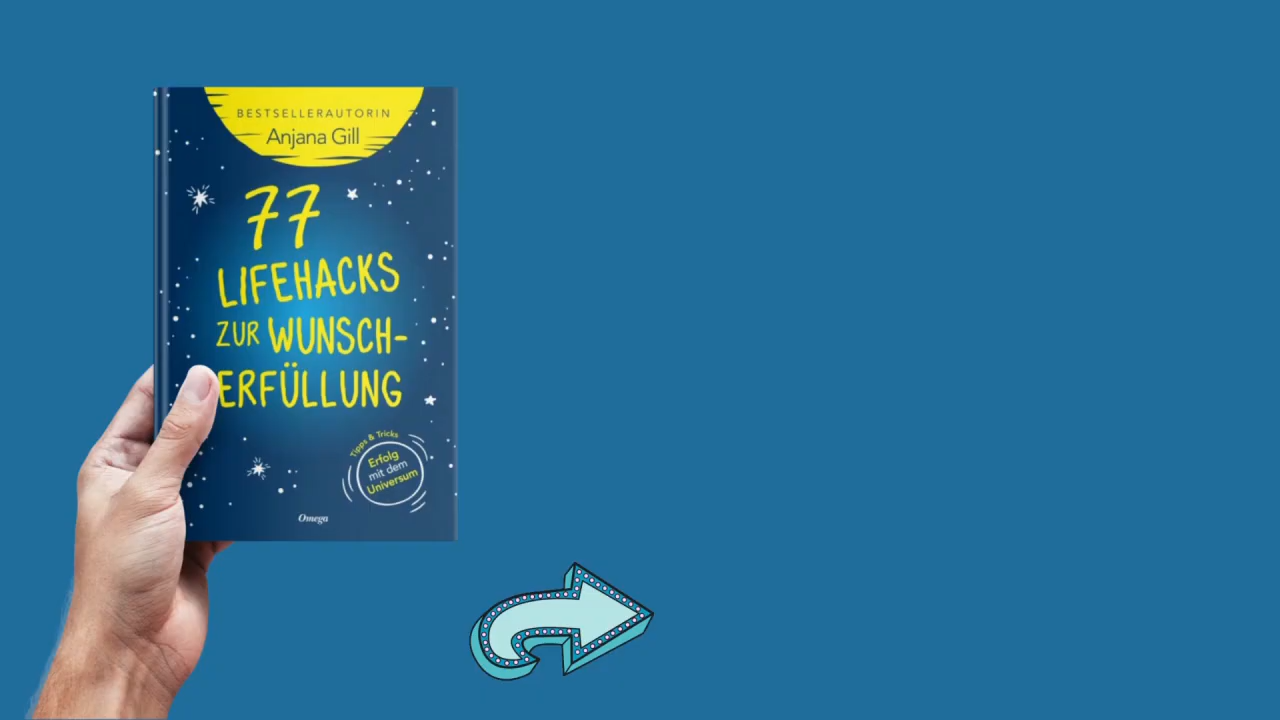 BESTSELLERAUTORIN
Anjana Gill
77
LIFEHACKS
ZUR WUNSCH-
ERFÜLLUNG
Tipps & Tricks
Erfolg
mit dem
Universum
Omega